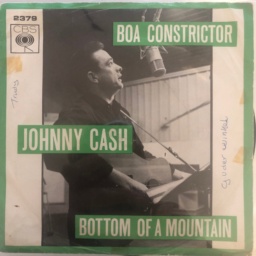 2379
CBS
BOA CONSTRICTOR
JOHNNY CASH
BOTTOM OF A MOUNTAIN